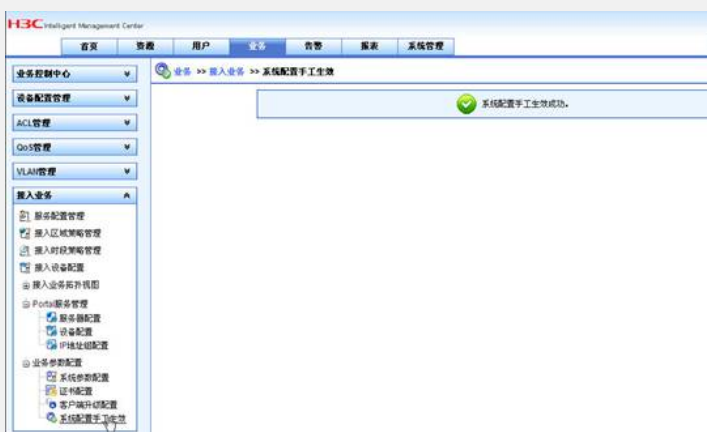 H3C Intelligent Management Center
首页 资源 用户 业务 告警 报表 系统管理
业务控制中心
业务 >> 接入业务 >> 系统配置手工生效
系统配置手工生效成功。
设备配置管理
ACL管理
QoS管理
VLAN管理
接入业务
服务配置管理
接入区域策略管理
接入时段策略管理
接入设备配置
接入业务拓扑视图
Portal服务管理
服务器配置
设备配置
IP地址组配置
业务参数配置
系统参数配置
证书配置
客户端升级配置
系统配置手工生效